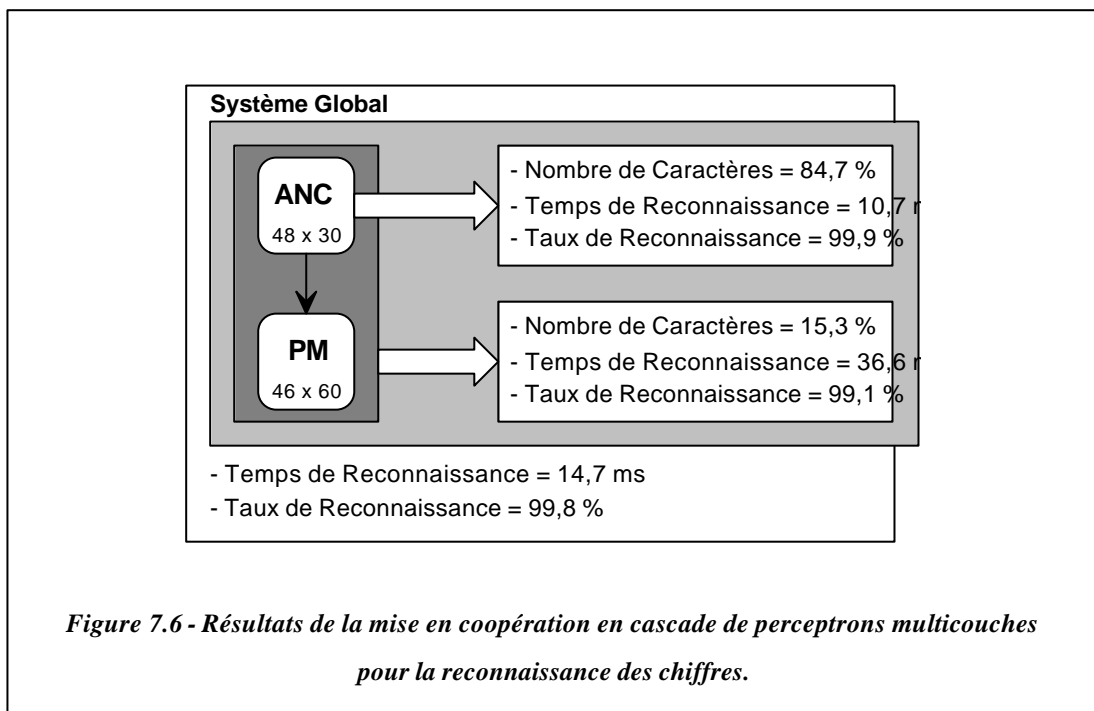 Système Global
ANC
48 x 30
- Nombre de Caractères = 84,7 %
- Temps de Reconnaissance = 10,7
- Taux de Reconnaissance = 99,9 %
PM
46 x 60
- Nombre de Caractères = 15,3 %
- Temps de Reconnaissance = 36,6
- Taux de Reconnaissance = 99,1 %
- Temps de Reconnaissance = 14,7 ms
- Taux de Reconnaissance = 99,8 %
Figure 7.6 - Résultats de la mise en coopération en cascade de perceptrons multicouches
pour la reconnaissance des chiffres.